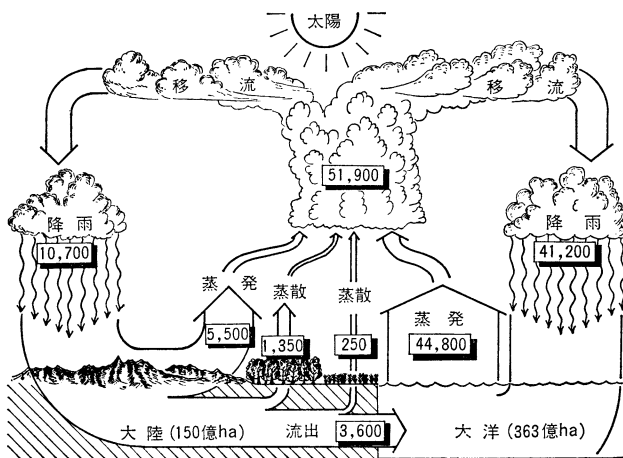 太陽
移 流
移 流
51,900
降 雨
10,700
降 雨
41,200
蒸 発
5,500
蒸散
1,350
蒸散
250
蒸 発
44,800
大 陸 (150億ha)
流出
3,600
大 洋 (363億ha)